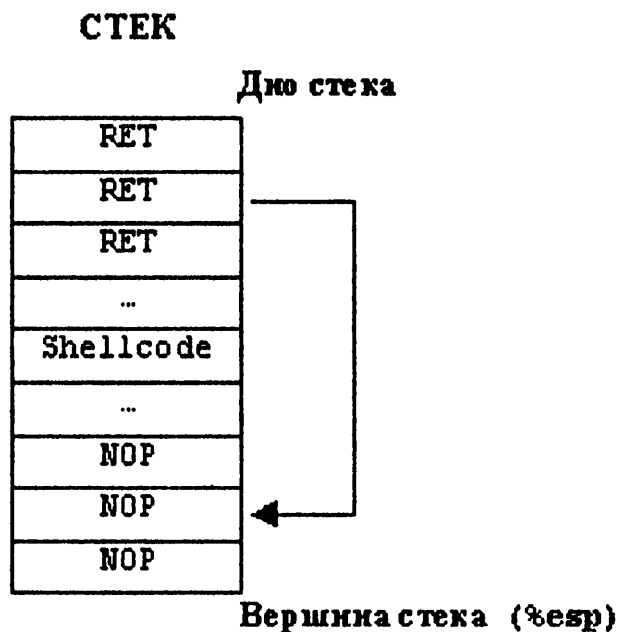 СТЕК
Дно стека
RET
RET
RET
...
Shellcode
...
NOP
NOP
NOP
Вершина стека (%esp)